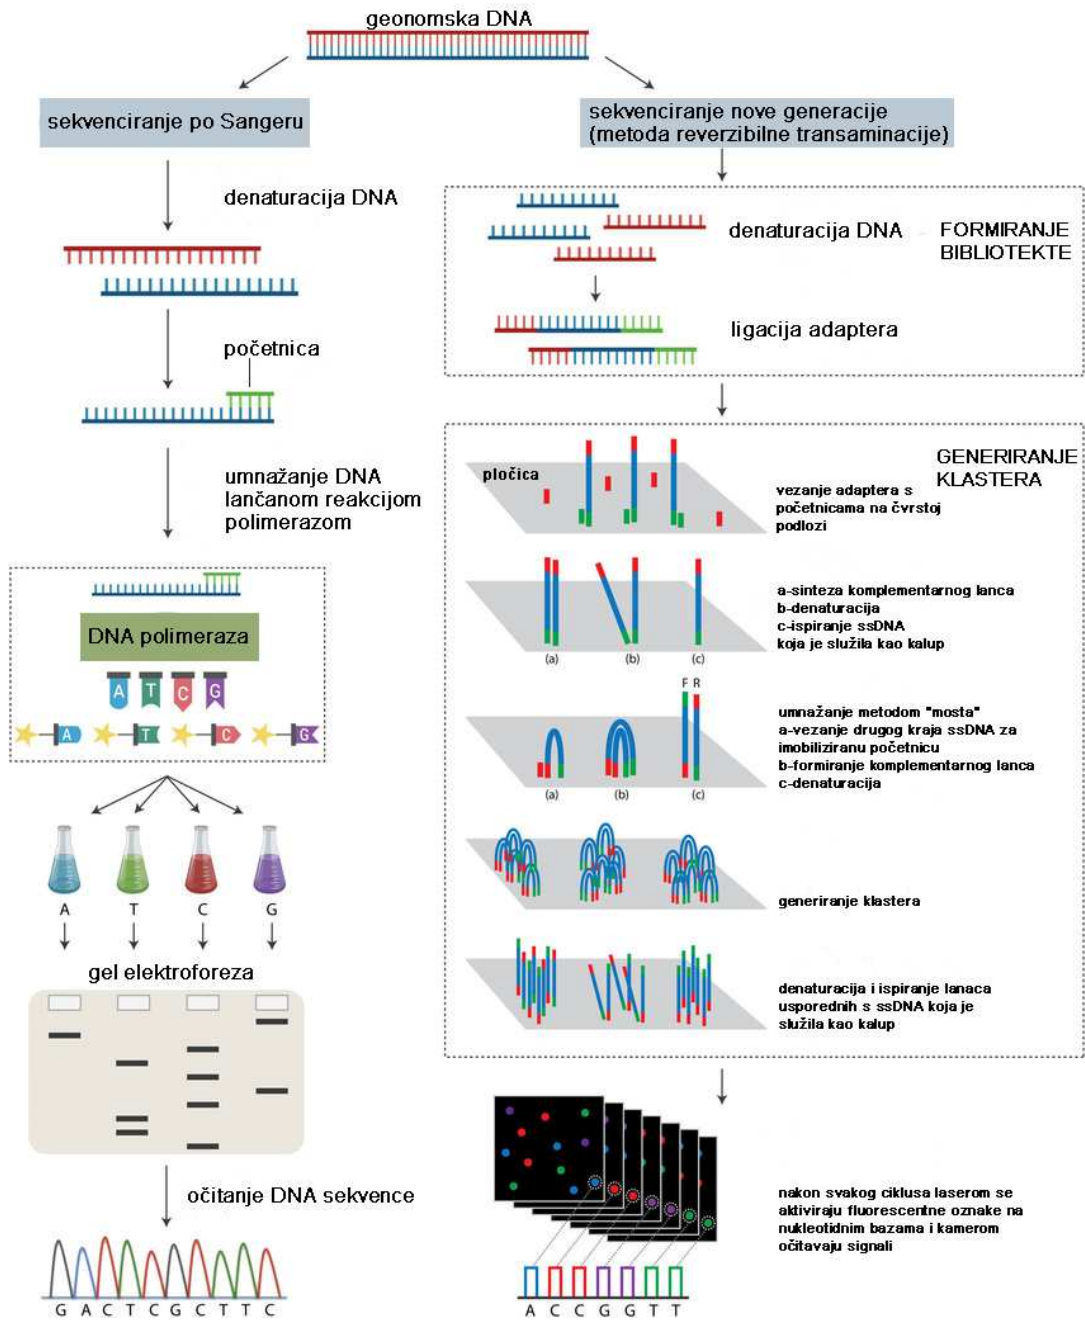 geonomska DNA
sekvenciranje po Sangeru
denaturacija DNA
početnica
umnažanje DNA
lančanom reakcijom
polimerazom
DNA polimeraza
A T C G
A T C G
A T C G
gel elektroforeza
očitanje DNA sekvence
G A C T C G C T T C
sekvenciranje nove generacije
(metoda reverzibilne transaminacije)
denaturacija DNA
FORMIRANJE
BIBLIOTEKTE
ligacija adaptera
GENERIRANJE
KLASTERA
pločica
vezanje adaptera s
početnicama na čvrstoj
podlozi
a-sinteza komplementarnog lanca
b-denaturacija
c-ispiranje ssDNA
koja je služila kao kalup
(a) (b) (c)
F R
umnažanje metodom "mosta"
a-vezanje drugog kraja ssDNA za
imobiliziranu početnicu
b-formiranje komplementarnog lanca
c-denaturacija
(a) (b) (c)
generiranje klastera
denaturacija i ispiranje lanaca
usporednih s ssDNA koja je
služila kao kalup
nakon svakog ciklusa laserom se
aktiviraju fluorescentne oznake na
nukleotidnim bazama i kamerom
očitavaju signali
A C C G G T T